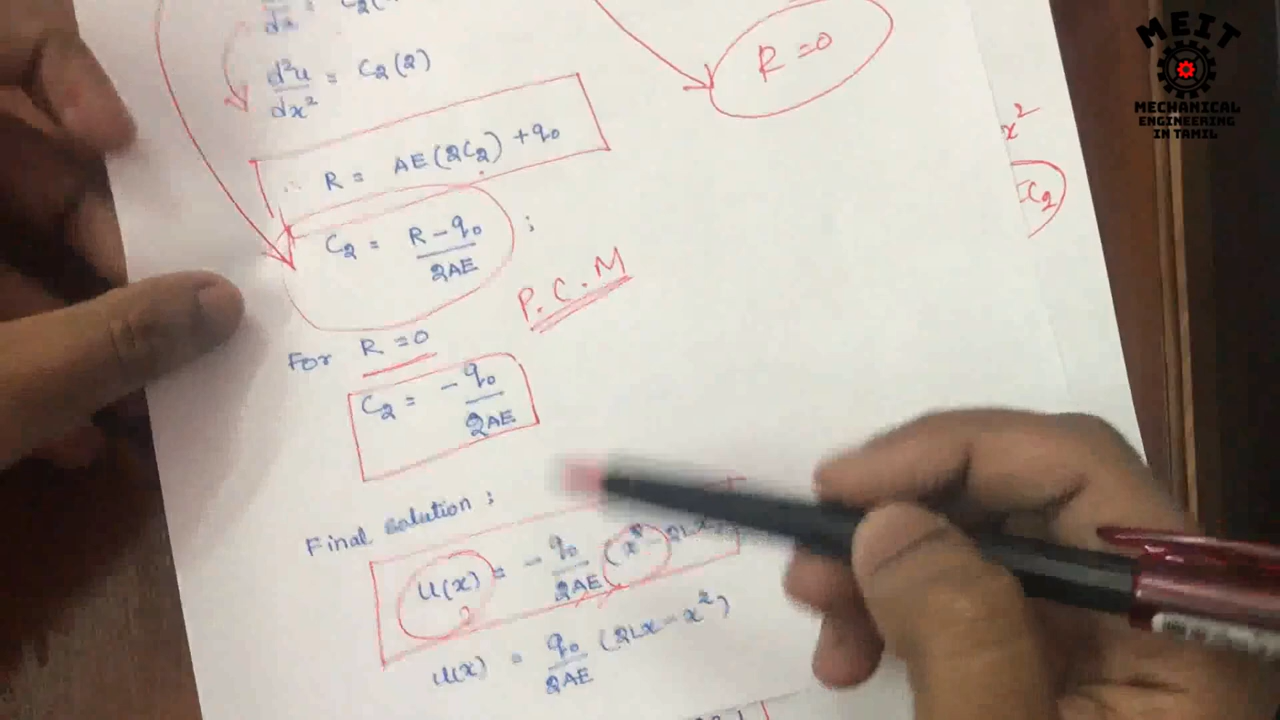 d²u/dx² = C₂(2)
R = 0
∴ R = AE(2C₂) + q₀
x²
C₂
C₂ = R - q₀/2AE ;
P.C.M
For R = 0
C₂ = - q₀/2AE
Final solution ;
u(x) = - q₀/2AE
u(x) = q₀/2AE (2Lx - x²)
MEIT
MECHANICAL
ENGINEERING
IN TAMIL